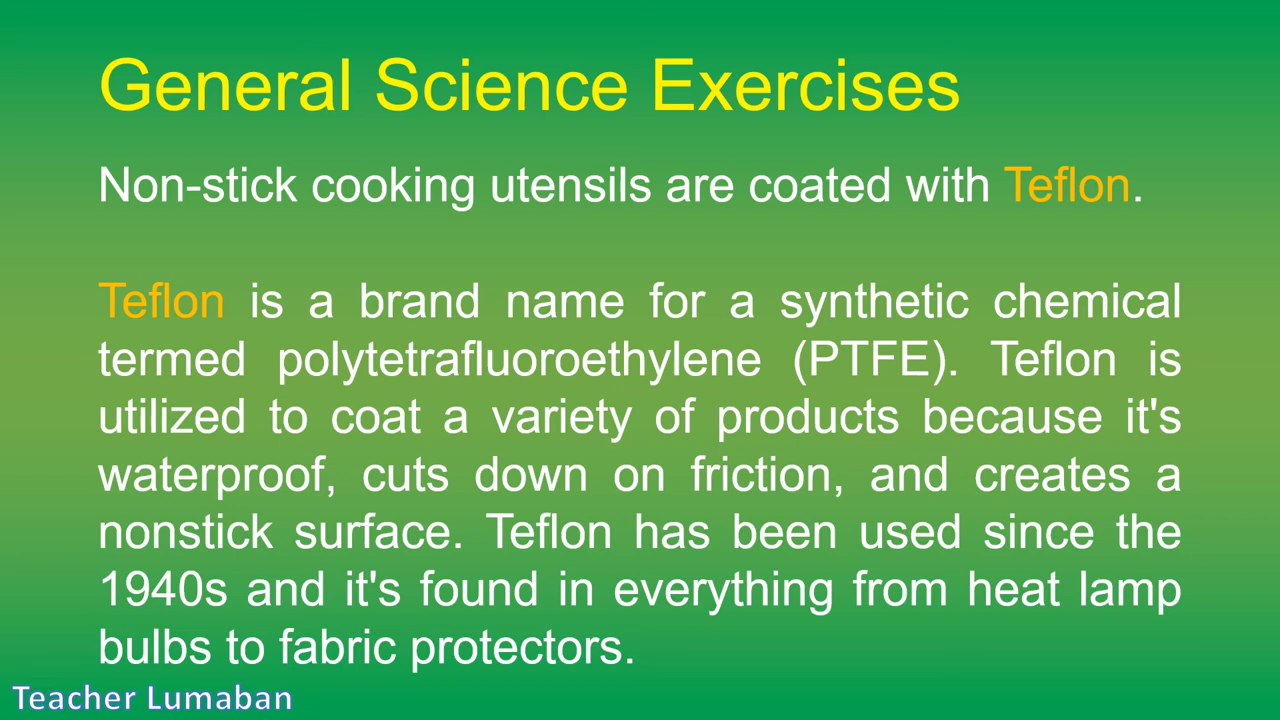 General Science Exercises
Non-stick cooking utensils are coated with Teflon.
Teflon is a brand name for a synthetic chemical
termed polytetrafluoroethylene (PTFE). Teflon is
utilized to coat a variety of products because it's
waterproof, cuts down on friction, and creates a
nonstick surface. Teflon has been used since the
1940s and it's found in everything from heat lamp
bulbs to fabric protectors.
Teacher Lumaban